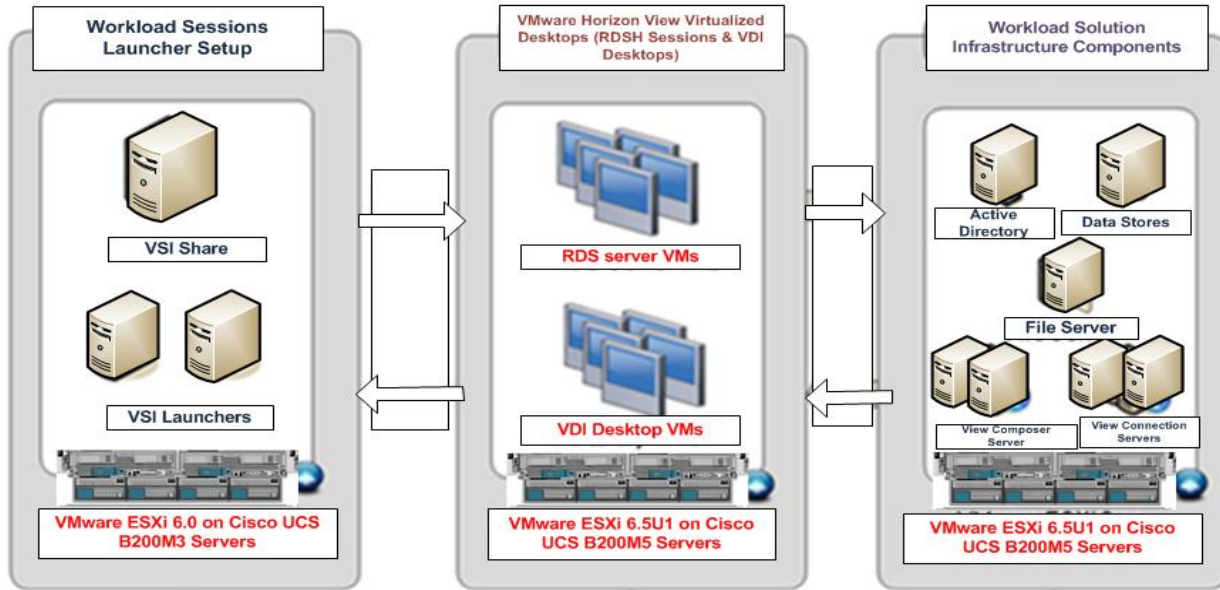 Workload Sessions
Launcher Setup
VSI Share
VSI Launchers
VMware ESXi 6.0 on Cisco UCS
B200M3 Servers
VMware Horizon View Virtualized
Desktops (RDSH Sessions & VDI
Desktops)
RDS server VMs
VDI Desktop VMs
VMware ESXi 6.5U1 on Cisco
UCS B200M5 Servers
Workload Solution
Infrastructure Components
Active
Directory
Data Stores
File Server
View Composer
Server
View Connection
Servers
VMware ESXi 6.5U1 on Cisco
UCS B200M5 Servers